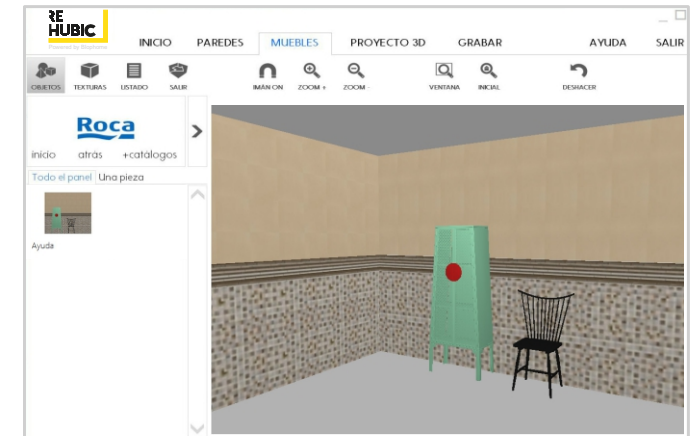 RE
HUBIC
INICIO PAREDES MUEBLES PROYECTO 3D GRABAR AYUDA SALIR
OBJETOS TEXTURAS LISTADO SALIR IMÁN ON ZOOM + ZOOM - VENTANA INICIAL DESHACER
Roca
inicio atrás +catálogos
Todo el panel Una pieza
Ayuda